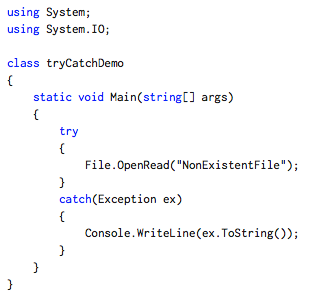 using System;
using System.IO;

class tryCatchDemo
{
    static void Main(string[] args)
    {
        try
        {
            File.OpenRead("NonExistentFile");
        }
        catch(Exception ex)
        {
            Console.WriteLine(ex.ToString());
        }
    }
}